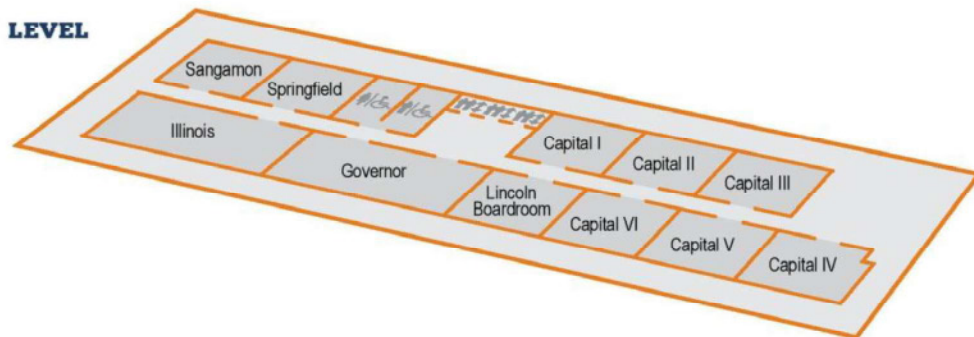 LEVEL
Sangamon
Springfield
Illinois
Governor
Lincoln
Boardroom
Capital I
Capital II
Capital III
Capital VI
Capital V
Capital IV